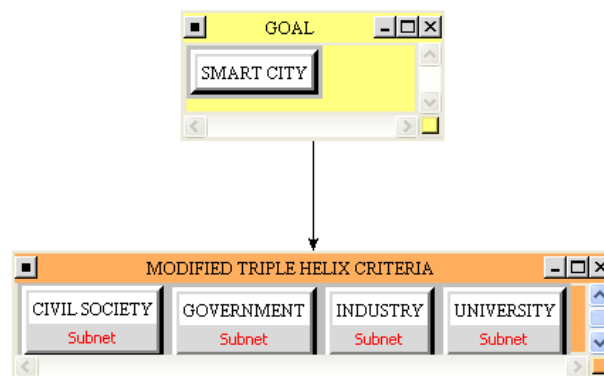 GOAL
SMART CITY
MODIFIED TRIPLE HELIX CRITERIA
CIVIL SOCIETY GOVERNMENT INDUSTRY UNIVERSITY
Subnet Subnet Subnet Subnet